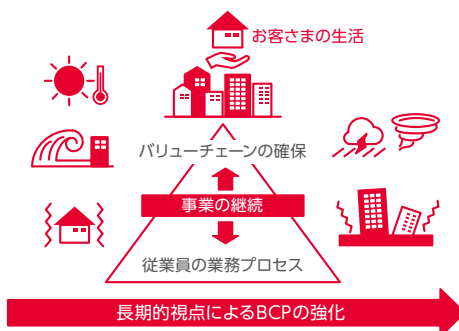 お客さまの生活
バリューチェーンの確保
事業の継続
従業員の業務プロセス
長期的視点によるBCPの強化